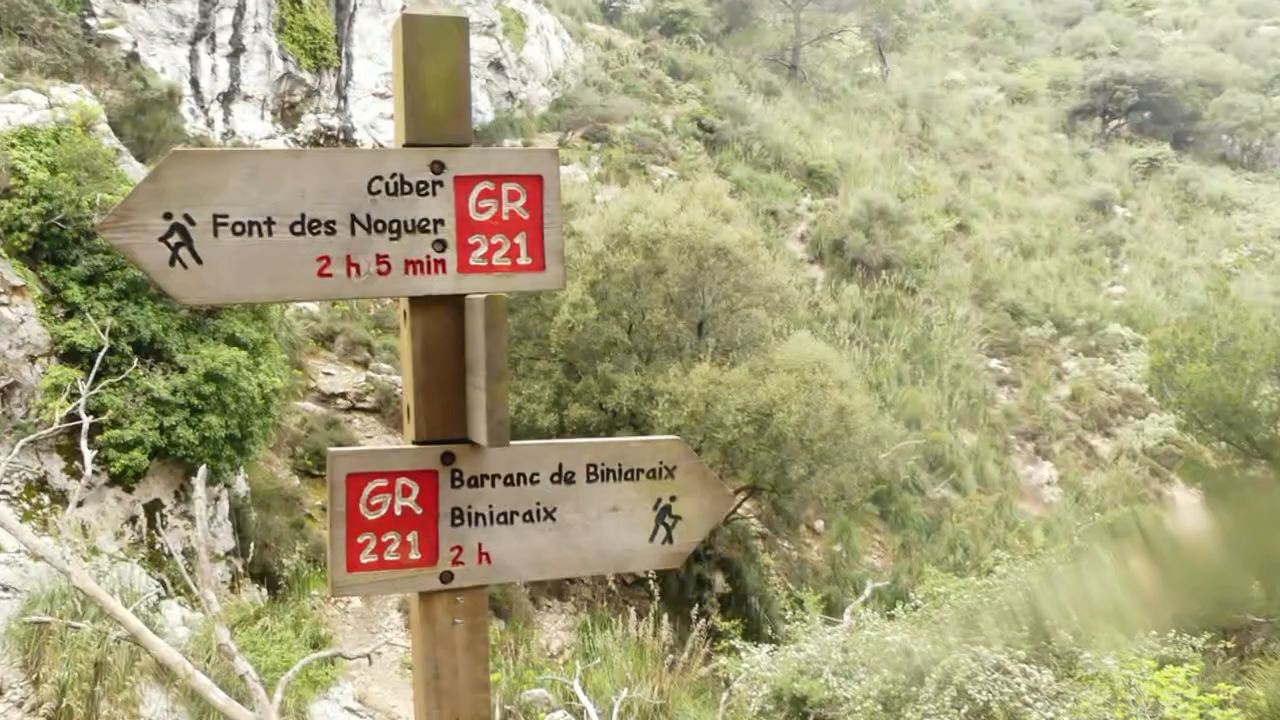 Cúber
Font des Noguer
2 h 5 min
GR
221
GR
221
Barranc de Biniaraix
Biniaraix
2 h